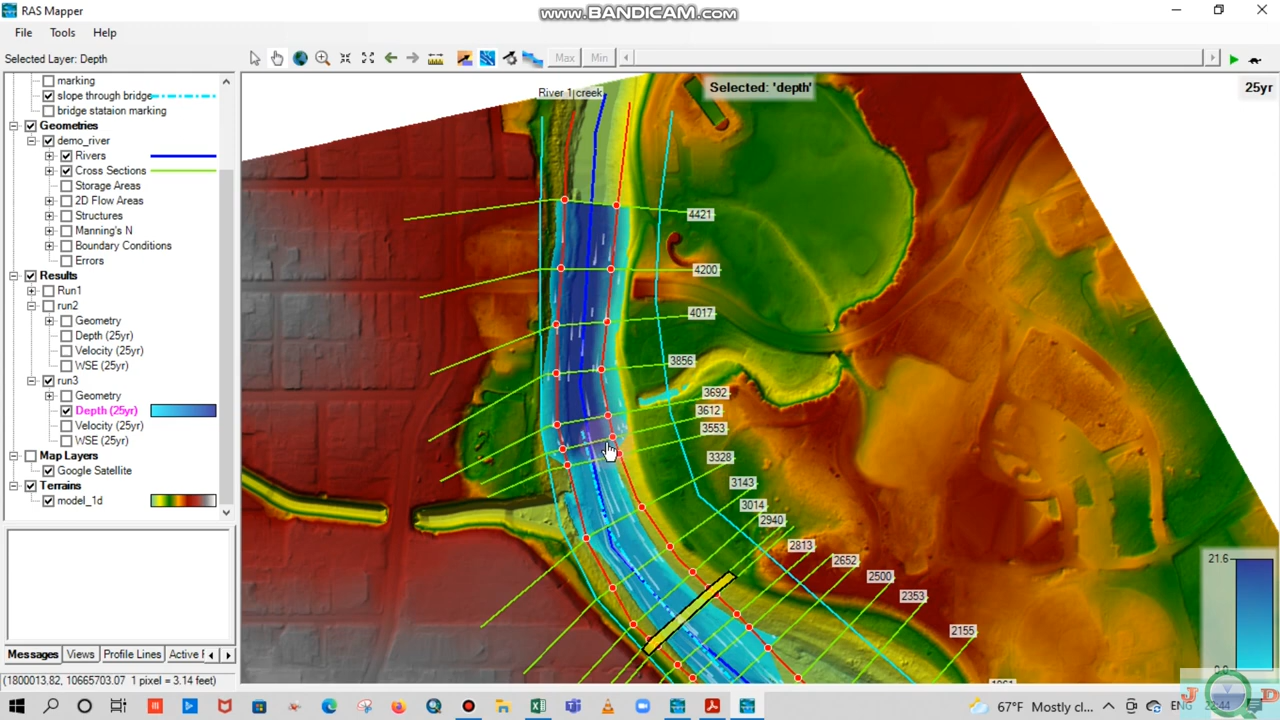 RAS Mapper
www.BANDICAM.com
File Tools Help
Selected Layer: Depth
Max Min
marking
slope through bridge
bridge stataion marking
Geometries
demo_river
Rivers
Cross Sections
Storage Areas
2D Flow Areas
Structures
Manning's N
Boundary Conditions
Errors
Results
Run1
run2
Geometry
Depth (25yr)
Velocity (25yr)
WSE (25yr)
run3
Geometry
Depth (25yr)
Velocity (25yr)
WSE (25yr)
Map Layers
Google Satellite
Terrains
model_1d
River 1 creek
Selected: 'depth'
25yr
4421
4200
4017
3856
3692
3612
3553
3328
3143
3014
2940
2813
2652
2500
2353
2155
21.6
0.0
Messages Views Profile Lines Active F
(1800013.82, 10665703.07 1 pixel = 3.14 feet)
67°F Mostly cl... ENG 22:44
J D